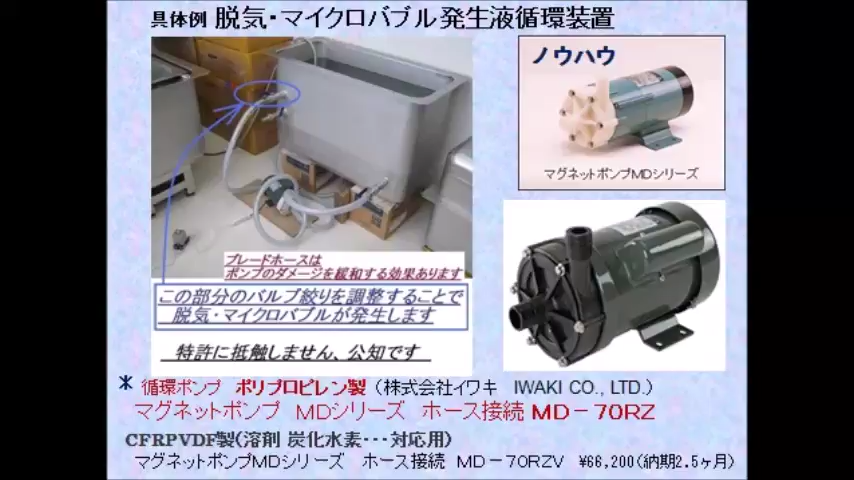 具体例 脱気・マイクロバブル発生液循環装置
ノウハウ
マグネットポンプMDシリーズ
ブレードホースは
ポンプのダメージを緩和する効果あります
この部分のバルブ絞りを調整することで
脱気・マイクロバブルが発生します
特許に抵触しません、公知です
* 循環ポンプ ポリプロピレン製 (株式会社イワキ IWAKI CO., LTD.)
マグネットポンプ MDシリーズ ホース接続 MD-70RZ
CFRPVDF製(溶剤 炭化水素・・・対応用)
マグネットポンプMDシリーズ ホース接続 MD-70RZV ¥66,200(納期2.5ヶ月)